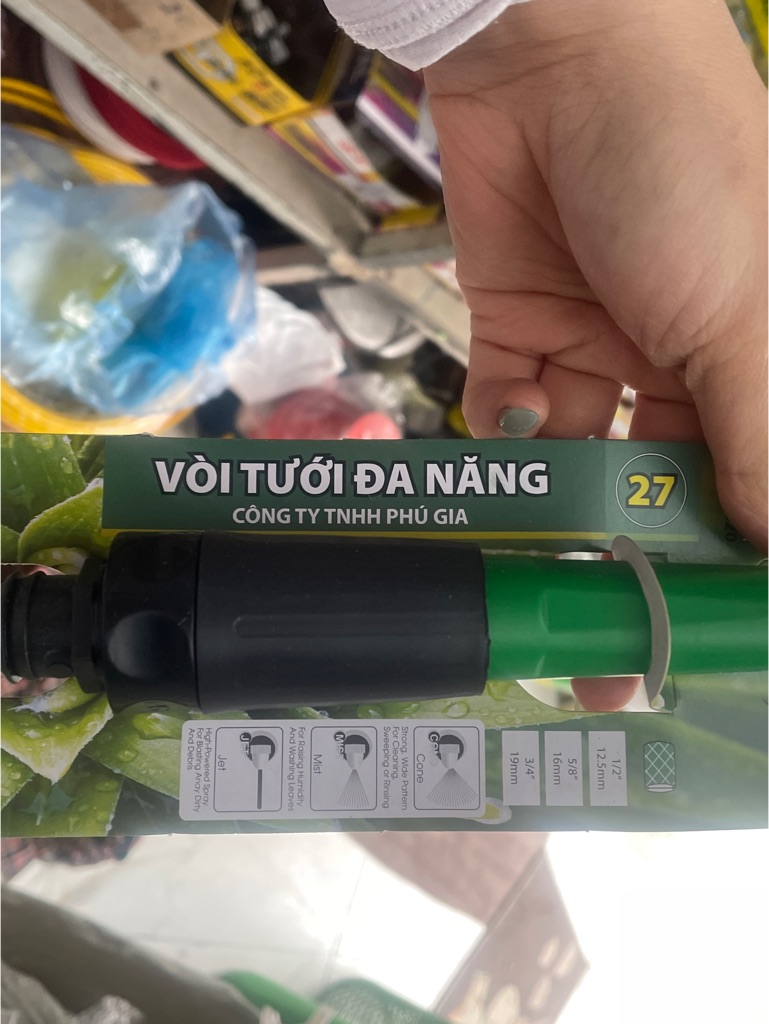 VÒI TƯỚI ĐA NĂNG
CÔNG TY TNHH PHÚ GIA
27
Jet
High-Powered Spray
For Blasting Away Dirty
And Debris
Mist
For Raising Humidity
And Washing Leaves
Cone
Strong, Wide Pattern
For Cleaning,
Sweeping or Rinsing
3/4"
19mm
5/8"
16mm
1/2"
12.5mm